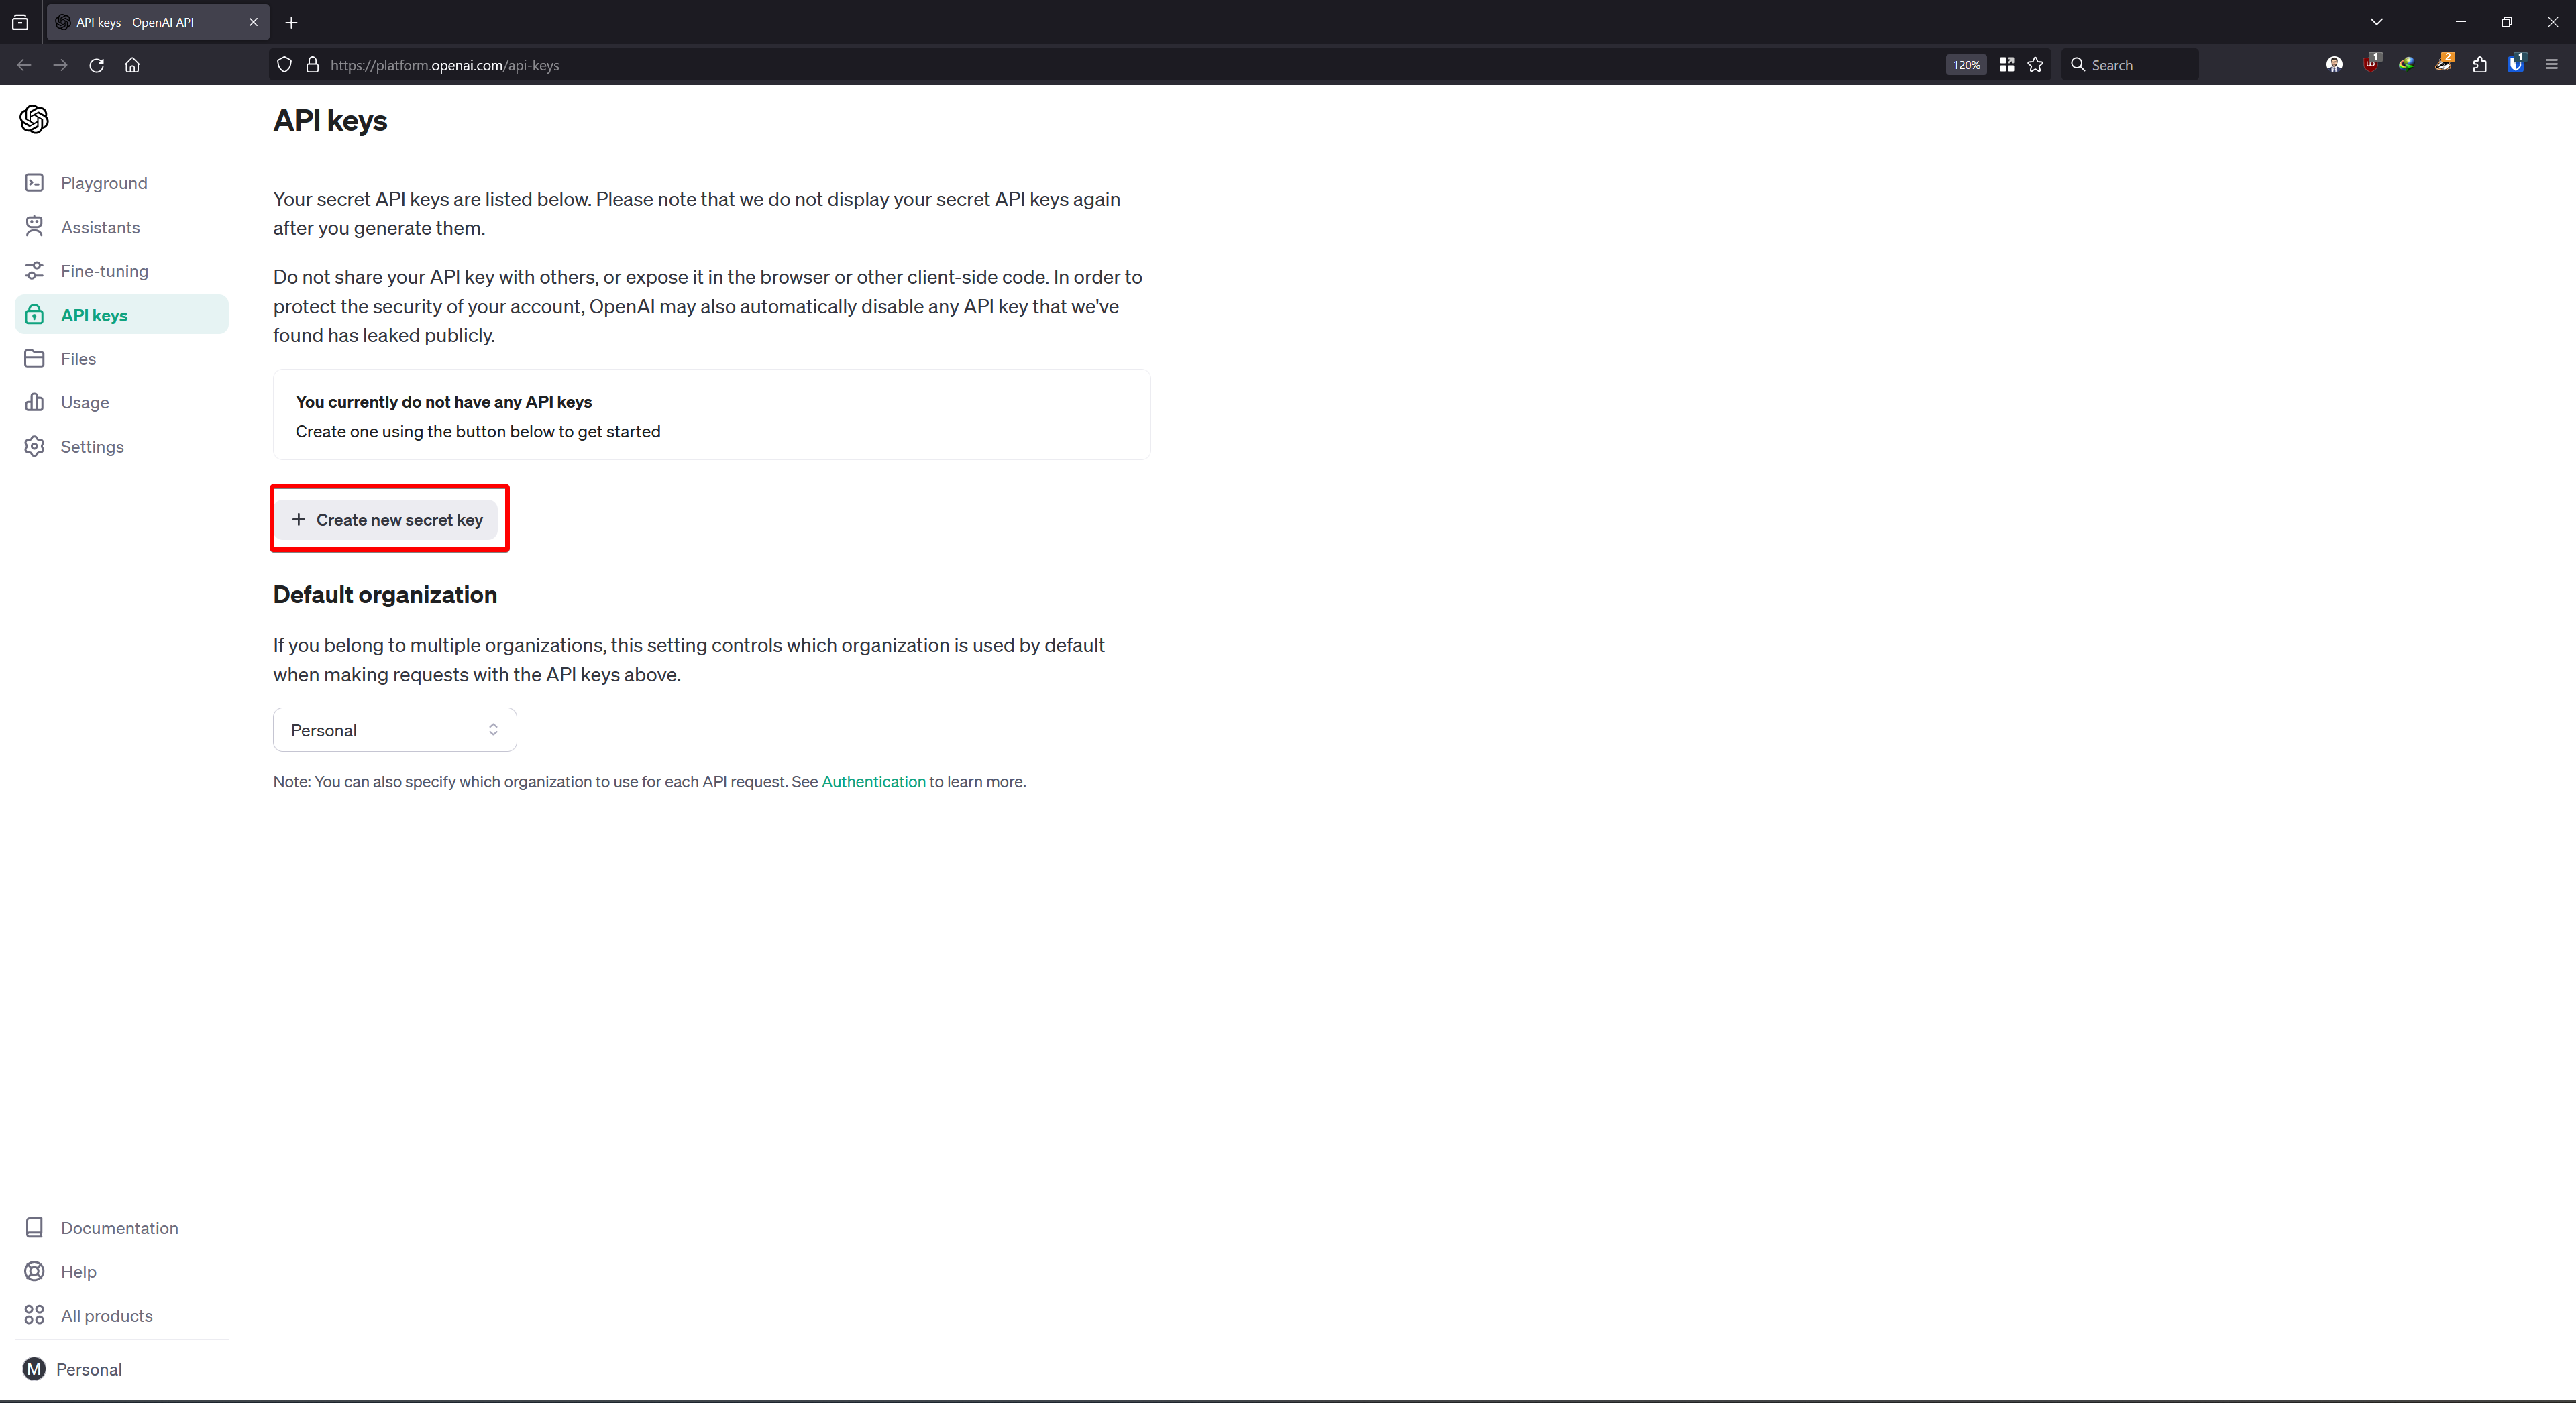 API keys - OpenAI API
https://platform.openai.com/api-keys
120%
Search
1
2
1
API keys
Playground
Assistants
Fine-tuning
API keys
Files
Usage
Settings
Your secret API keys are listed below. Please note that we do not display your secret API keys again
after you generate them.
Do not share your API key with others, or expose it in the browser or other client-side code. In order to
protect the security of your account, OpenAI may also automatically disable any API key that we've
found has leaked publicly.
You currently do not have any API keys
Create one using the button below to get started
+ Create new secret key
Default organization
If you belong to multiple organizations, this setting controls which organization is used by default
when making requests with the API keys above.
Personal
Note: You can also specify which organization to use for each API request. See Authentication to learn more.
Documentation
Help
All products
M Personal